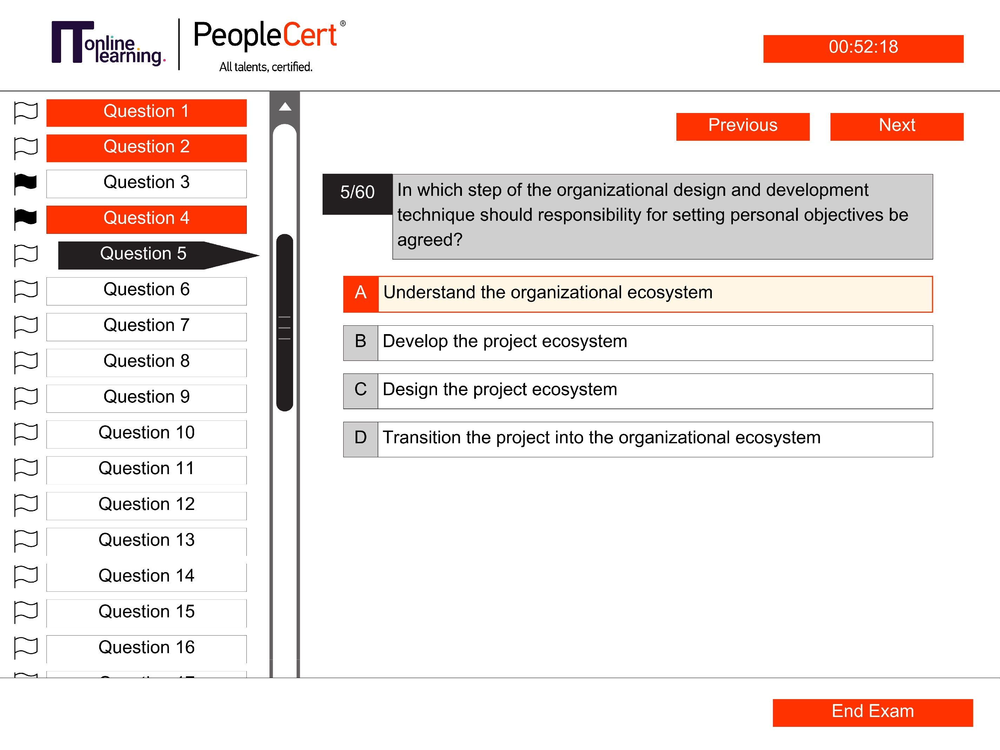 IT online learning.
PeopleCert®
All talents, certified.
00:52:18
Question 1
Question 2
Question 3
Question 4
Question 5
Question 6
Question 7
Question 8
Question 9
Question 10
Question 11
Question 12
Question 13
Question 14
Question 15
Question 16
Previous
Next
5/60
In which step of the organizational design and development
technique should responsibility for setting personal objectives be
agreed?
A Understand the organizational ecosystem
B Develop the project ecosystem
C Design the project ecosystem
D Transition the project into the organizational ecosystem
End Exam